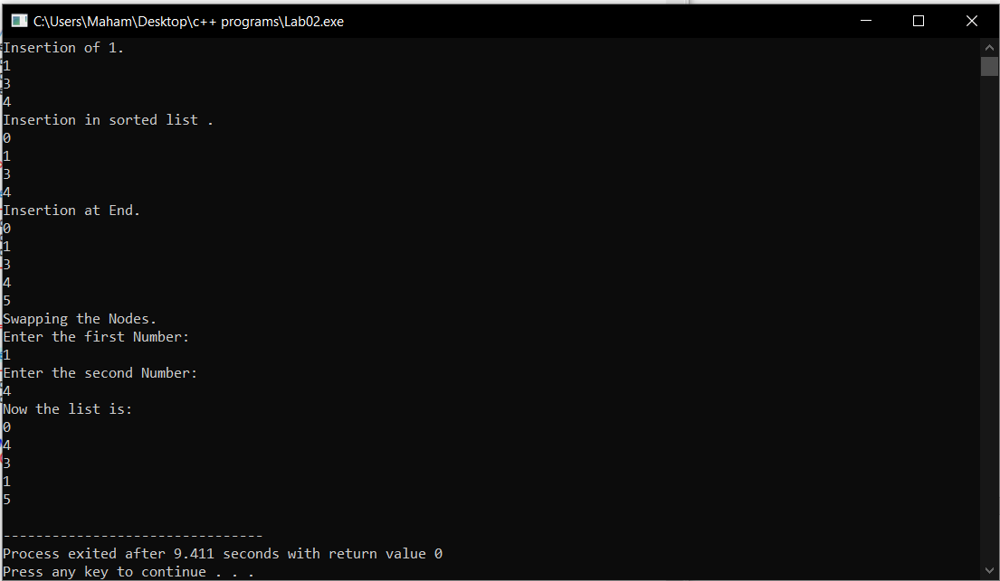 C:\Users\Maham\Desktop\c++ programs\Lab02.exe
Insertion of 1.
1
3
4
Insertion in sorted list .
0
1
3
4
Insertion at End.
0
1
3
4
5
Swapping the Nodes.
Enter the first Number:
1
Enter the second Number:
4
Now the list is:
0
4
3
1
5
--------------------------------
Process exited after 9.411 seconds with return value 0
Press any key to continue . . .